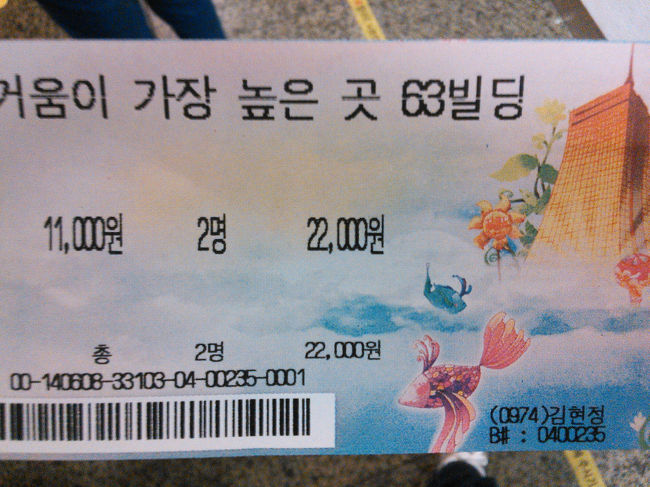 거움이 가장 높은 곳 63빌딩
11,000원 2명 22,000원
총 2명 22,000원
00-140608-33103-04-00235-0001
(0974)김현정
B# : 0400235